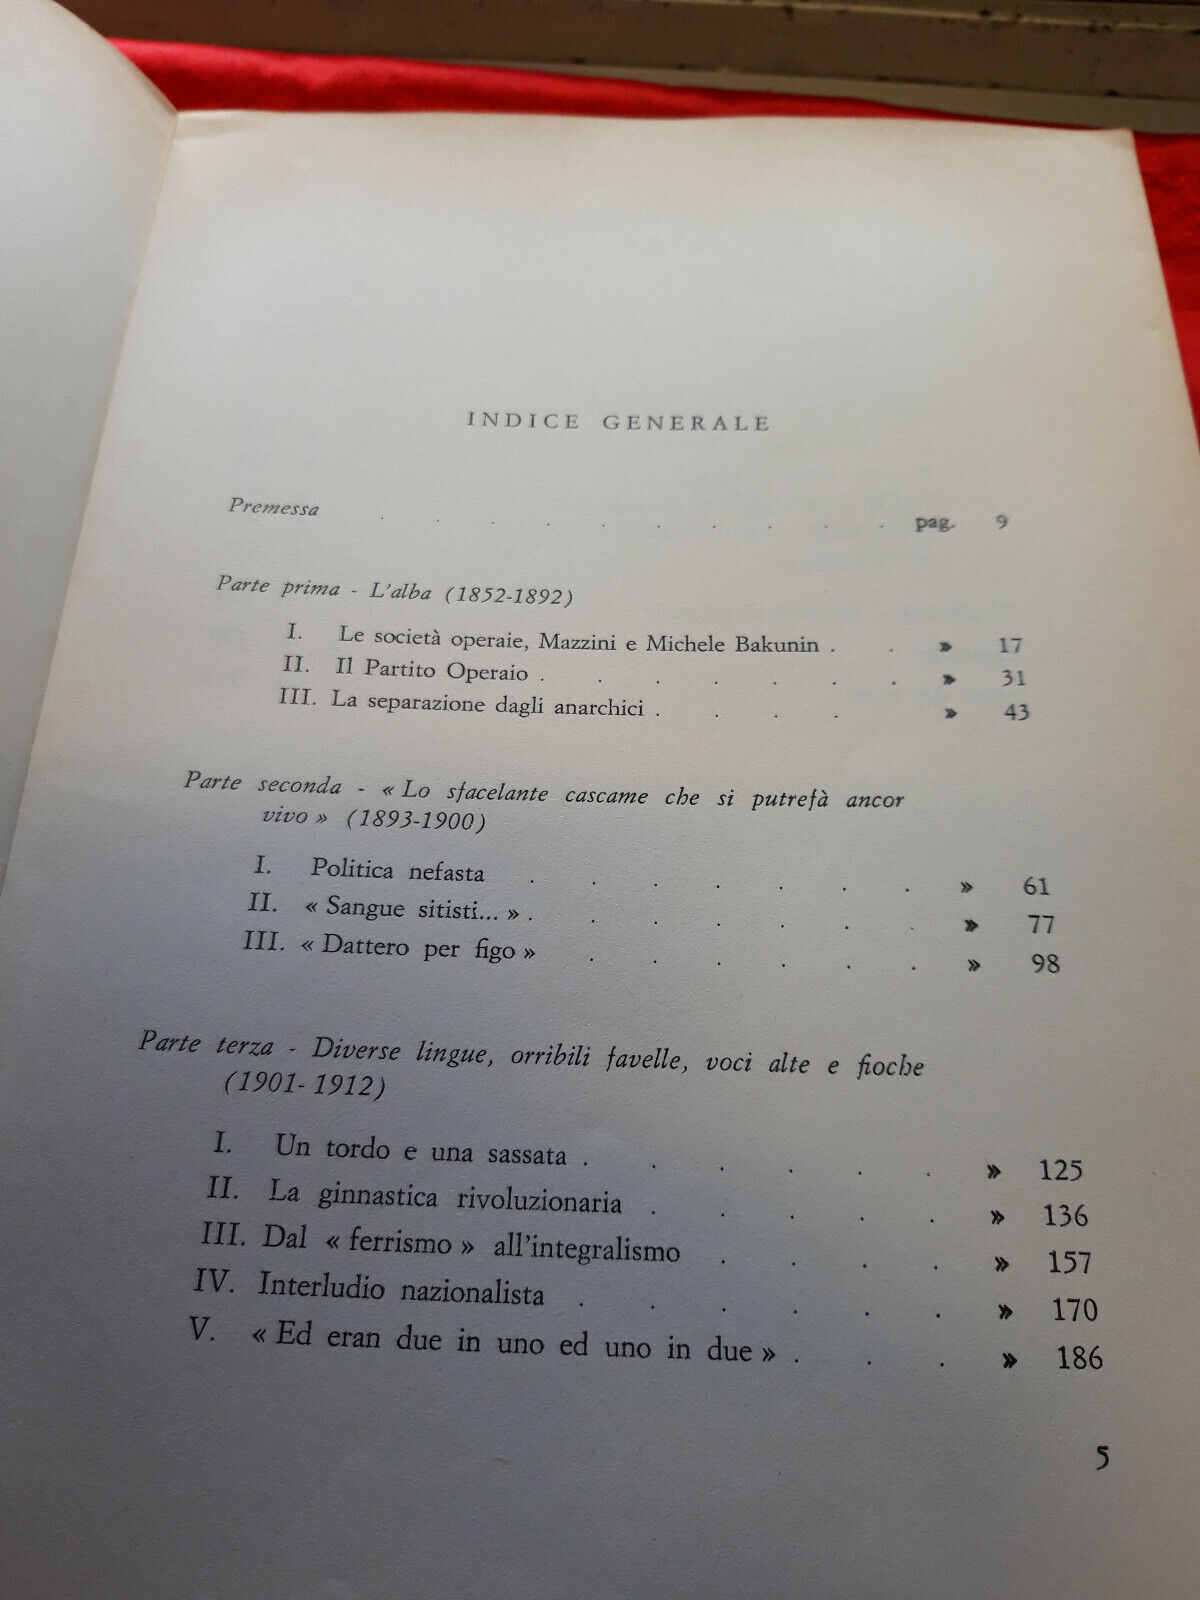 INDICE GENERALE
Premessa . . . . . . . . . . pag. 9
Parte prima - L'alba (1852-1892)
I. Le società operaie, Mazzini e Michele Bakunin . . » 17
II. Il Partito Operaio . . . . . . . » 31
III. La separazione dagli anarchici . . . . » 43
Parte seconda - « Lo sfacelante cascame che si putrefà ancor
vivo » (1893-1900)
I. Politica nefasta . . . . . . . » 61
II. « Sangue sitisti... » . . . . . . . » 77
III. « Dattero per figo » . . . . . . » 98
Parte terza - Diverse lingue, orribili favelle, voci alte e fioche
(1901-1912)
I. Un tordo e una sassata . . . . . . » 125
II. La ginnastica rivoluzionaria . . . . . » 136
III. Dal « ferrismo » all'integralismo . . . . » 157
IV. Interludio nazionalista . . . . . . » 170
V. « Ed eran due in uno ed uno in due » . . . » 186
5